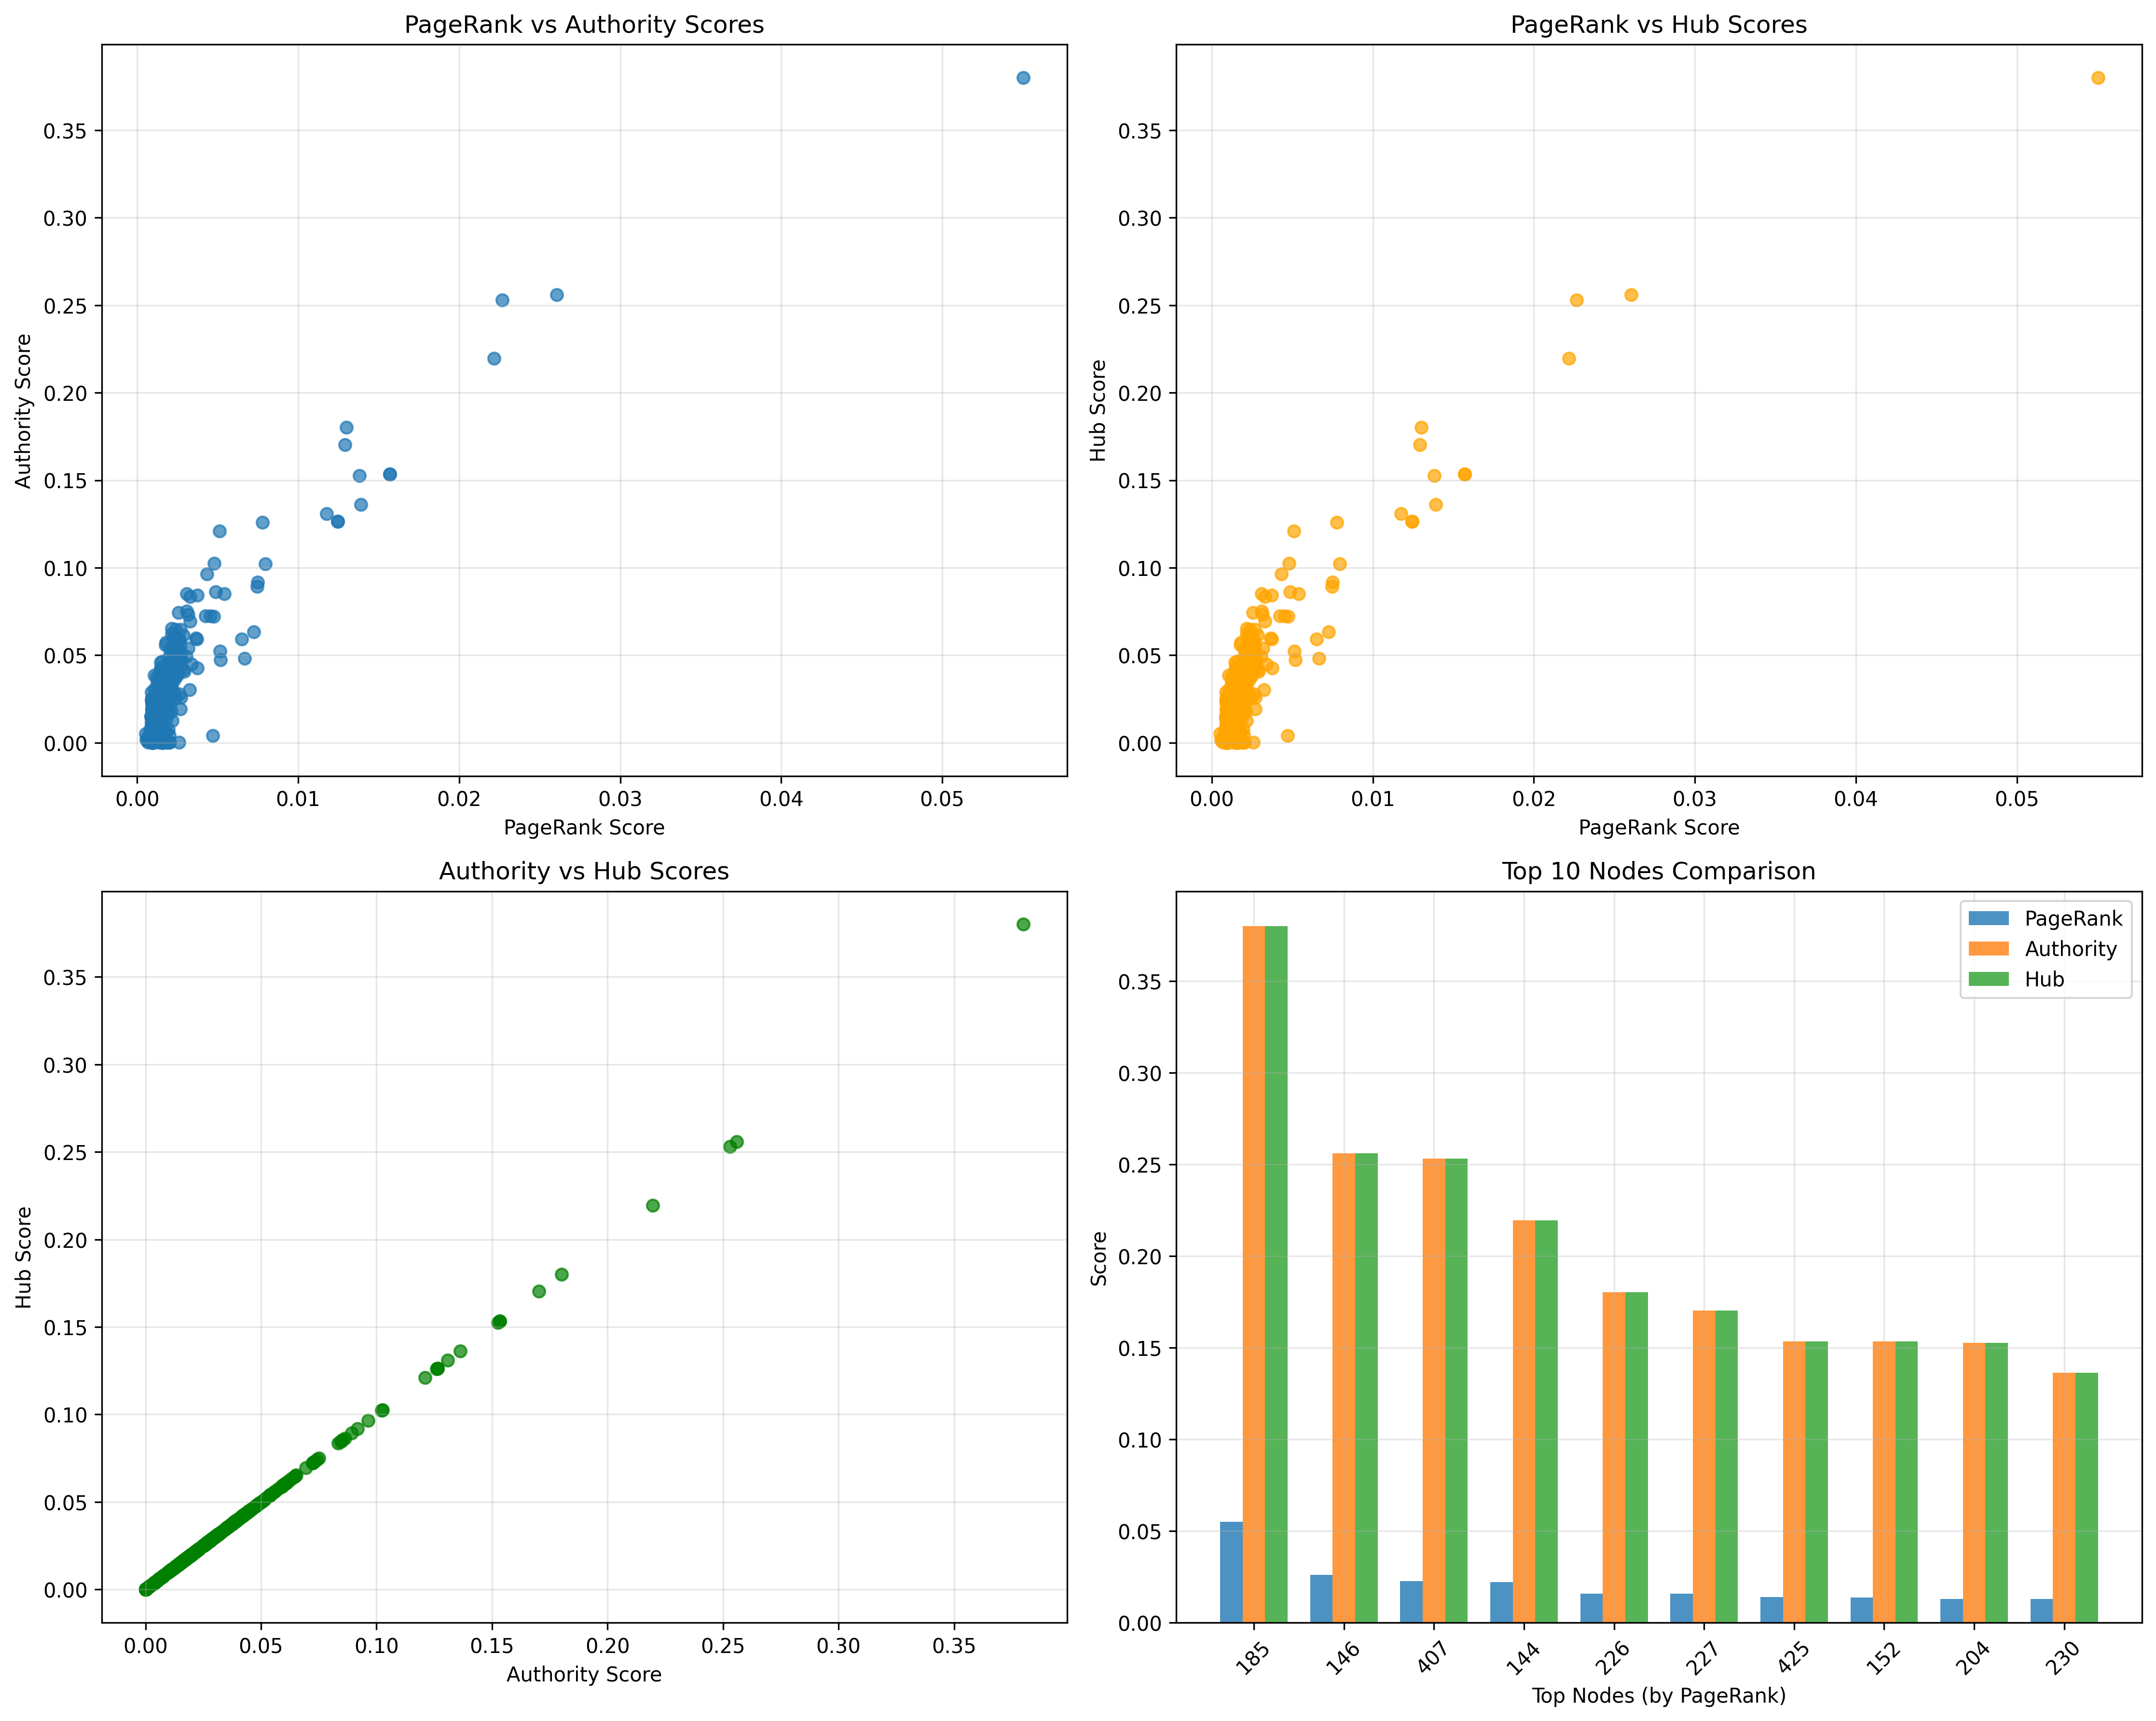 PageRank vs Authority Scores
Authority Score
0.35
0.30
0.25
0.20
0.15
0.10
0.05
0.00
0.00 0.01 0.02 0.03 0.04 0.05
PageRank Score
PageRank vs Hub Scores
Hub Score
0.35
0.30
0.25
0.20
0.15
0.10
0.05
0.00
0.00 0.01 0.02 0.03 0.04 0.05
PageRank Score
Authority vs Hub Scores
Hub Score
0.35
0.30
0.25
0.20
0.15
0.10
0.05
0.00
0.00 0.05 0.10 0.15 0.20 0.25 0.30 0.35
Authority Score
Top 10 Nodes Comparison
PageRank
Authority
Hub
Score
0.35
0.30
0.25
0.20
0.15
0.10
0.05
0.00
185 146 407 144 226 227 425 152 204 230
Top Nodes (by PageRank)